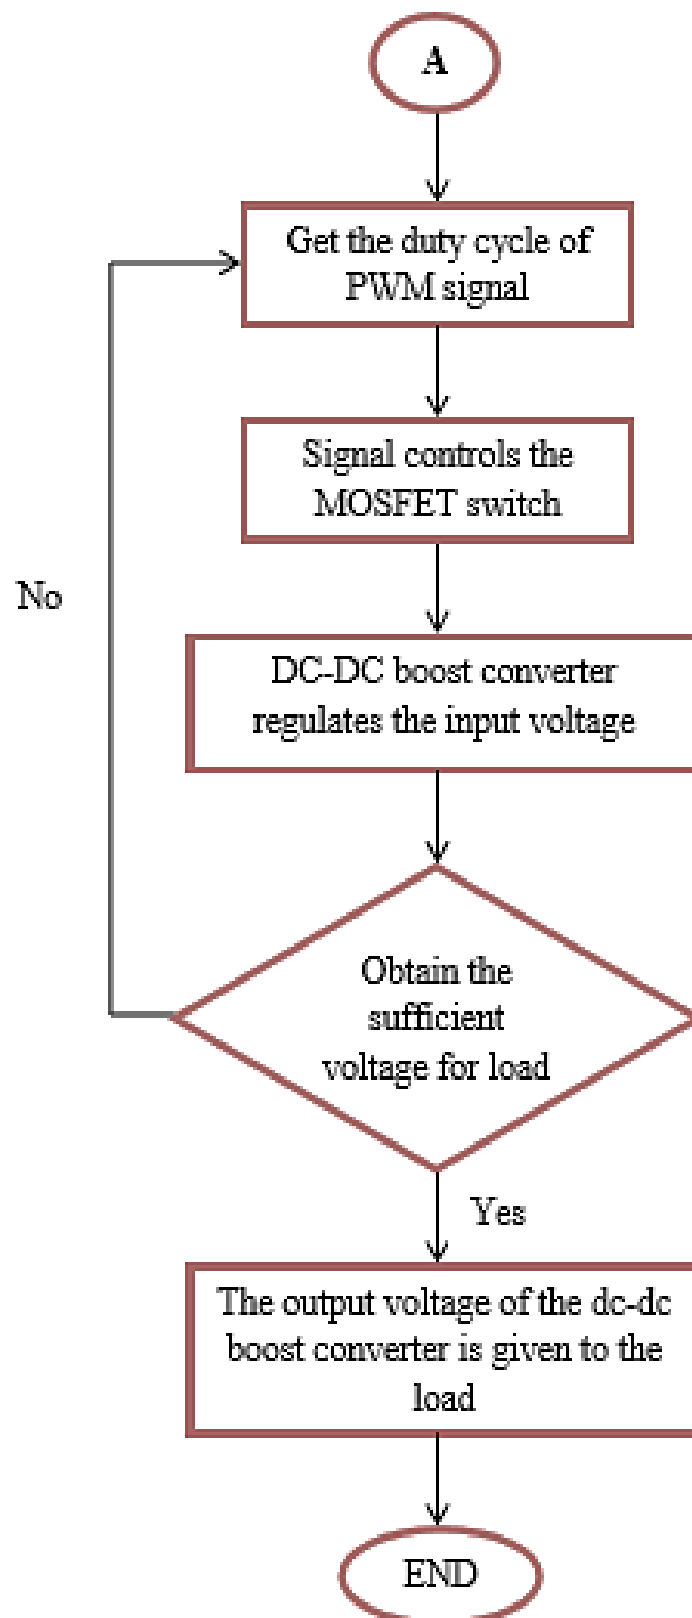 A
Get the duty cycle of
PWM signal
Signal controls the
MOSFET switch
No
DC-DC boost converter
regulates the input voltage
Obtain the
sufficient
voltage for load
Yes
The output voltage of the dc-dc
boost converter is given to the
load
END